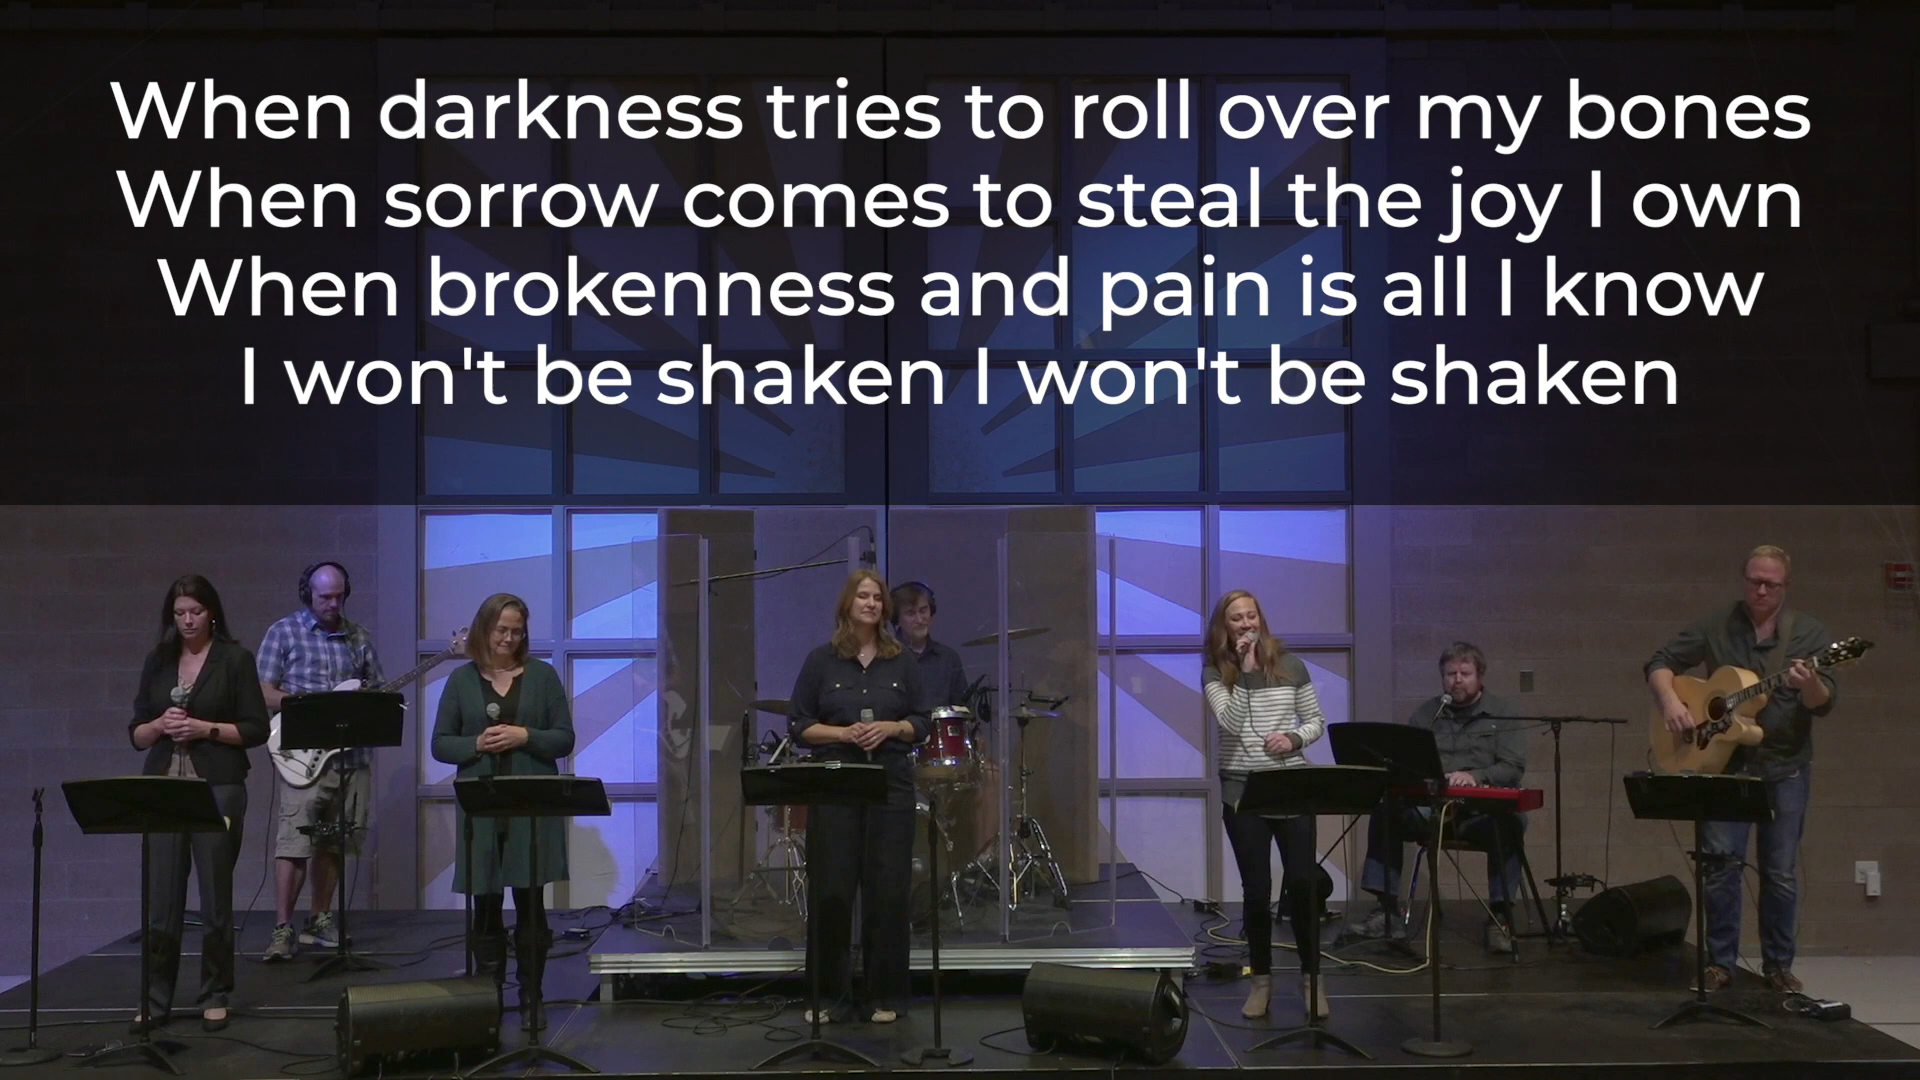 When darkness tries to roll over my bones
When sorrow comes to steal the joy I own
When brokenness and pain is all I know
I won't be shaken I won't be shaken